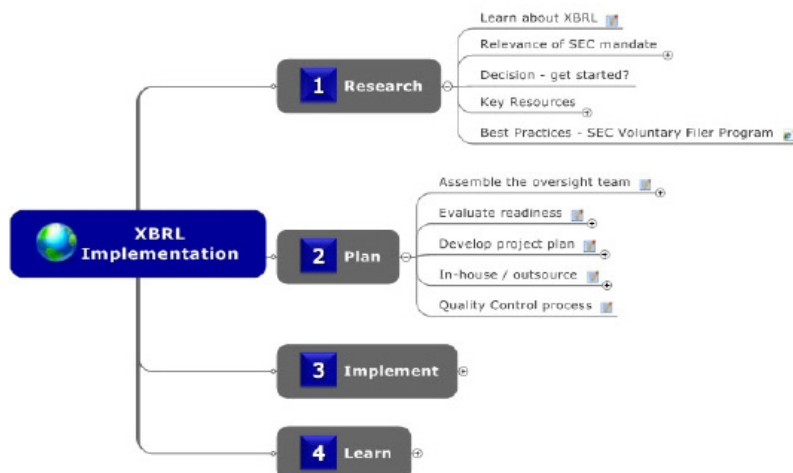 Learn about XBRL
Relevance of SEC mandate
1 Research
Decision - get started?
Key Resources
Best Practices - SEC Voluntary Filer Program
XBRL
Implementation
2 Plan
Assemble the oversight team
Evaluate readiness
Develop project plan
In-house / outsource
Quality Control process
3 Implement
4 Learn